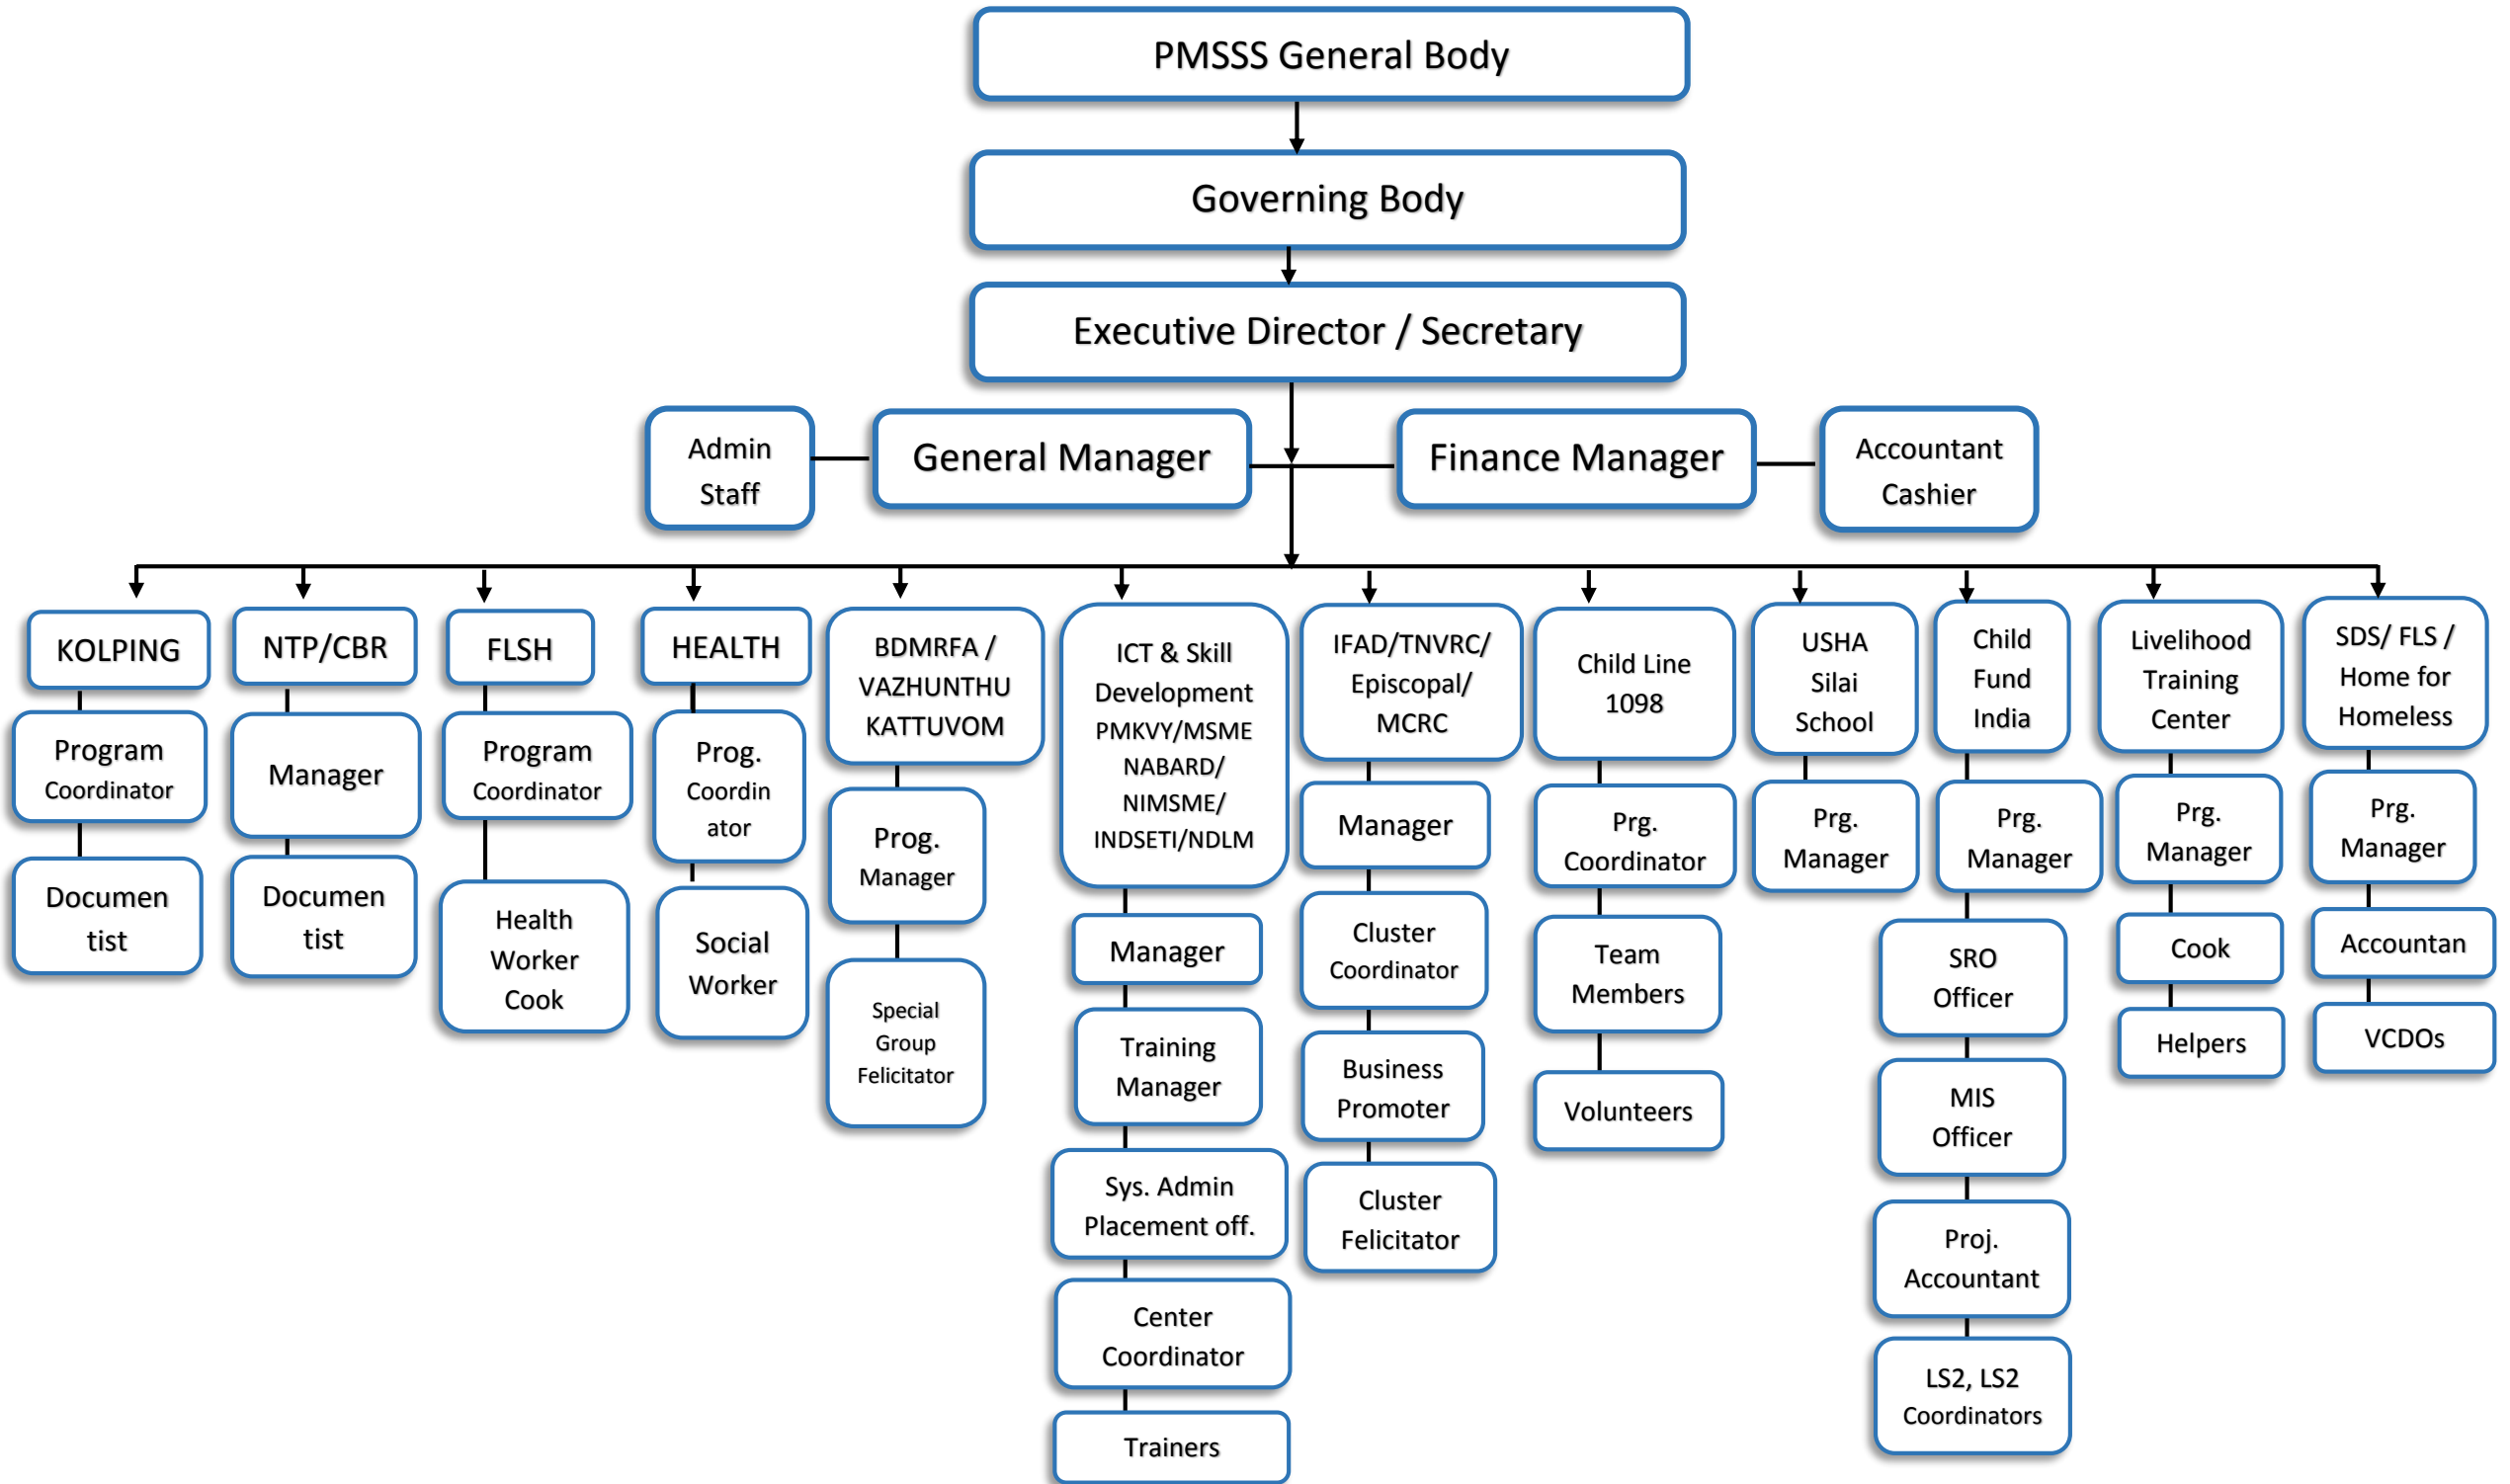 PMSSS General Body
Governing Body
Executive Director / Secretary
Admin
Staff
General Manager
Finance Manager
Accountant
Cashier
KOLPING
Program
Coordinator
Documen
tist
NTP/CBR
Manager
Documen
tist
FLSH
Program
Coordinator
Health
Worker
Cook
HEALTH
Prog.
Coordin
ator
Social
Worker
BDMRFA /
VAZHUNTHU
KATTUVOM
Prog.
Manager
Special
Group
Felicitator
ICT & Skill
Development
PMKVY/MSME
NABARD/
NIMSME/
INDSETI/NDLM
Manager
Training
Manager
Sys. Admin
Placement off.
Center
Coordinator
Trainers
IFAD/TNVRC/
Episcopal/
MCRC
Manager
Cluster
Coordinator
Business
Promoter
Cluster
Felicitator
Child Line
1098
Prg.
Coordinator
Team
Members
Volunteers
USHA
Silai
School
Prg.
Manager
Child
Fund
India
Prg.
Manager
SRO
Officer
MIS
Officer
Proj.
Accountant
LS2, LS2
Coordinators
Livelihood
Training
Center
Prg.
Manager
Cook
Helpers
SDS/ FLS /
Home for
Homeless
Prg.
Manager
Accountan
VCDOs